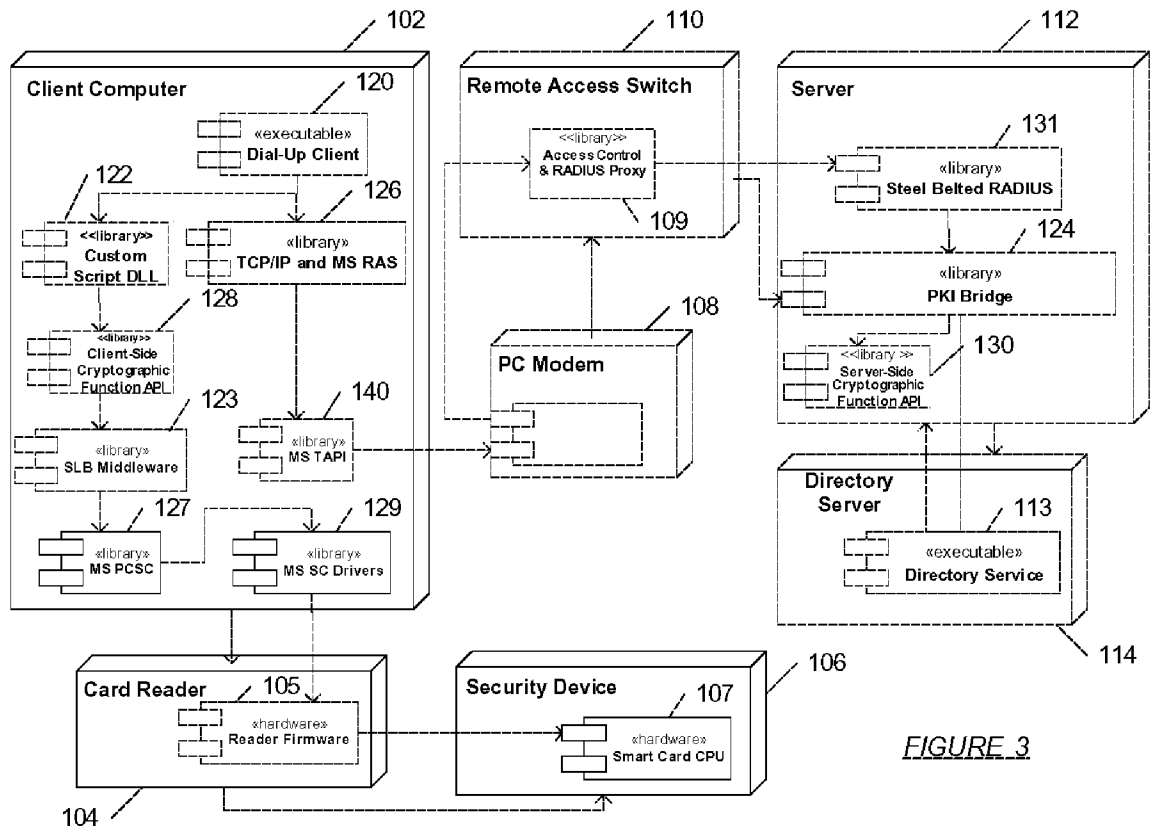 102
Client Computer
120
«executable»
Dial-Up Client
122
<<library>>
Custom
Script DLL
126
«library»
TCP/IP and MS RAS
128
<<library>>
Client-Side
Cryptographic
Function API
123
«library»
SLB Middleware
140
«library»
MS TAPI
127
«library»
MS PCSC
129
«library»
MS SC Drivers
110
Remote Access Switch
<<library>>
Access Control
& RADIUS Proxy
109
108
PC Modem
112
Server
131
«library»
Steel Belted RADIUS
124
«library»
PKI Bridge
<<library >>
Server-Side
Cryptographic
Function API
130
Directory
Server
113
«executable»
Directory Service
114
Card Reader
105
«hardware»
Reader Firmware
104
Security Device
106
107
«hardware»
Smart Card CPU
FIGURE 3